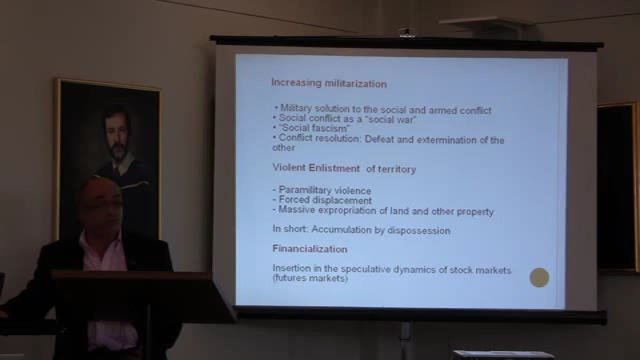 Increasing militarization
• Military solution to the social and armed conflict
• Social conflict as a "social war"
• "Social fascism"
• Conflict resolution: Defeat and extermination of the
other
Violent Enlistment of territory
- Paramilitary violence
- Forced displacement
- Massive expropriation of land and other property
In short: Accumulation by dispossession
Financialization
Insertion in the speculative dynamics of stock markets
(futures markets)